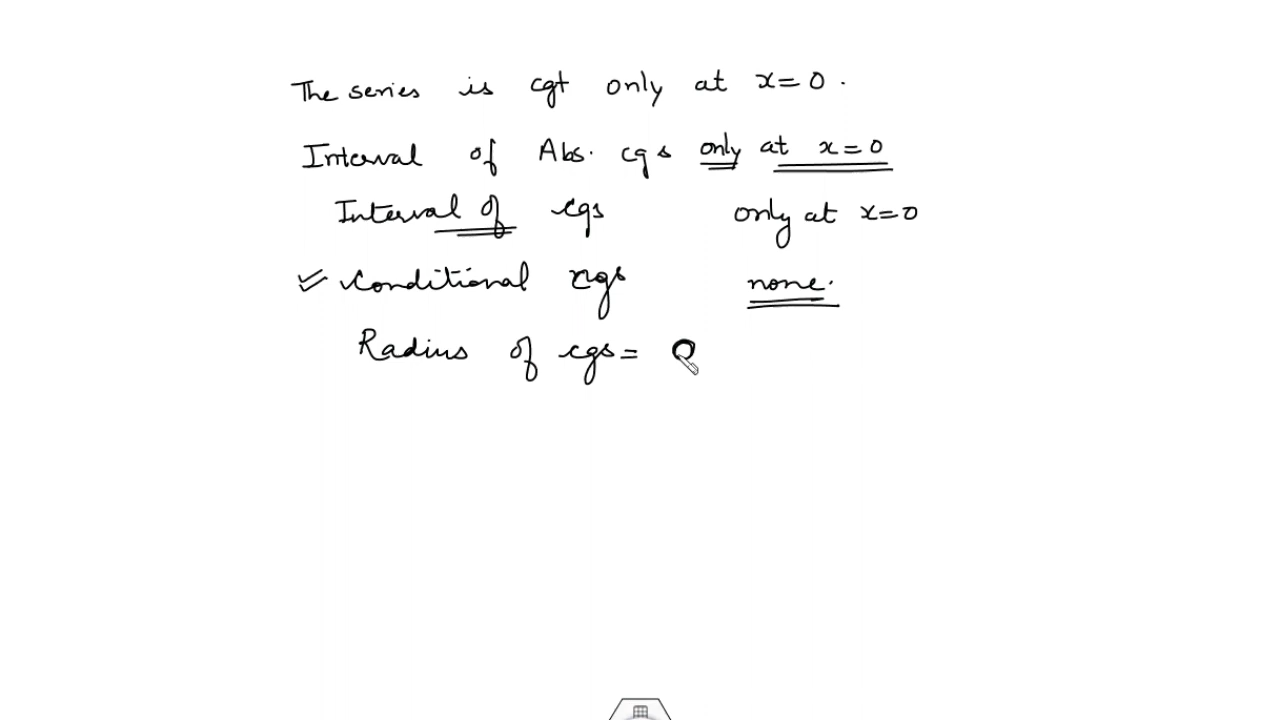 The series is cgt only at x=0.
Interval of Abs. cgs only at x=0
Interval of cgs only at x=0
Conditional cgs none.
Radius of cgs = 0